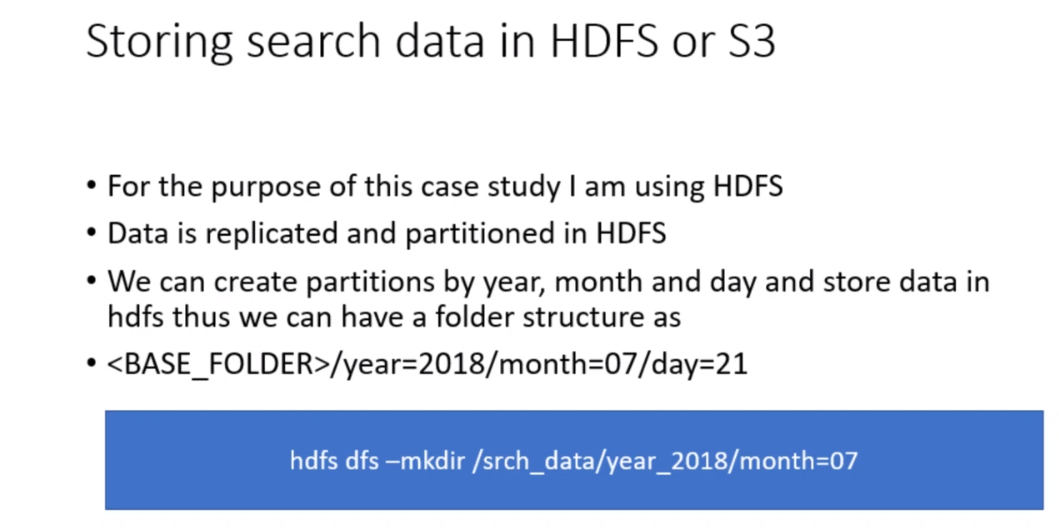 Storing search data in HDFS or S3
• For the purpose of this case study I am using HDFS
• Data is replicated and partitioned in HDFS
• We can create partitions by year, month and day and store data in
hdfs thus we can have a folder structure as
• <BASE_FOLDER>/year=2018/month=07/day=21
hdfs dfs –mkdir /srch_data/year_2018/month=07